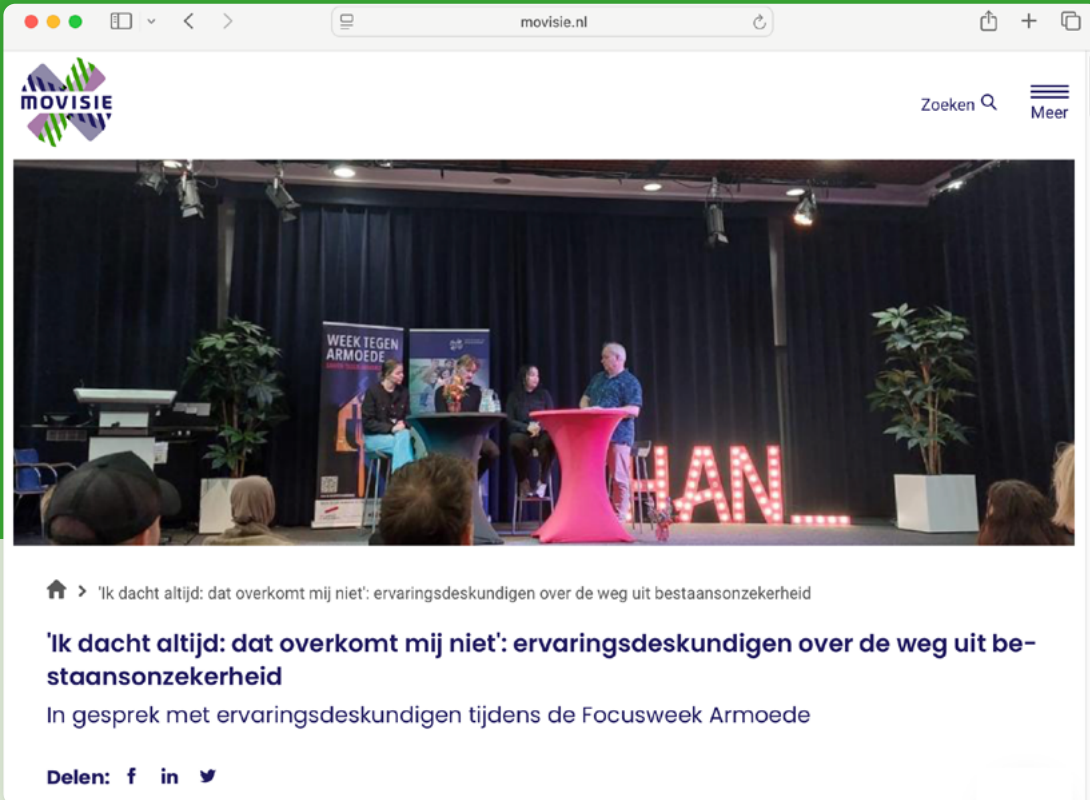 movisie.nl
MOVISIE
Zoeken
Meer
WEEK TEGEN
ARMOEDE
HAN_
'Ik dacht altijd: dat overkomt mij niet': ervaringsdeskundigen over de weg uit bestaansonzekerheid
'Ik dacht altijd: dat overkomt mij niet': ervaringsdeskundigen over de weg uit be-
staansonzekerheid
In gesprek met ervaringsdeskundigen tijdens de Focusweek Armoede
Delen: